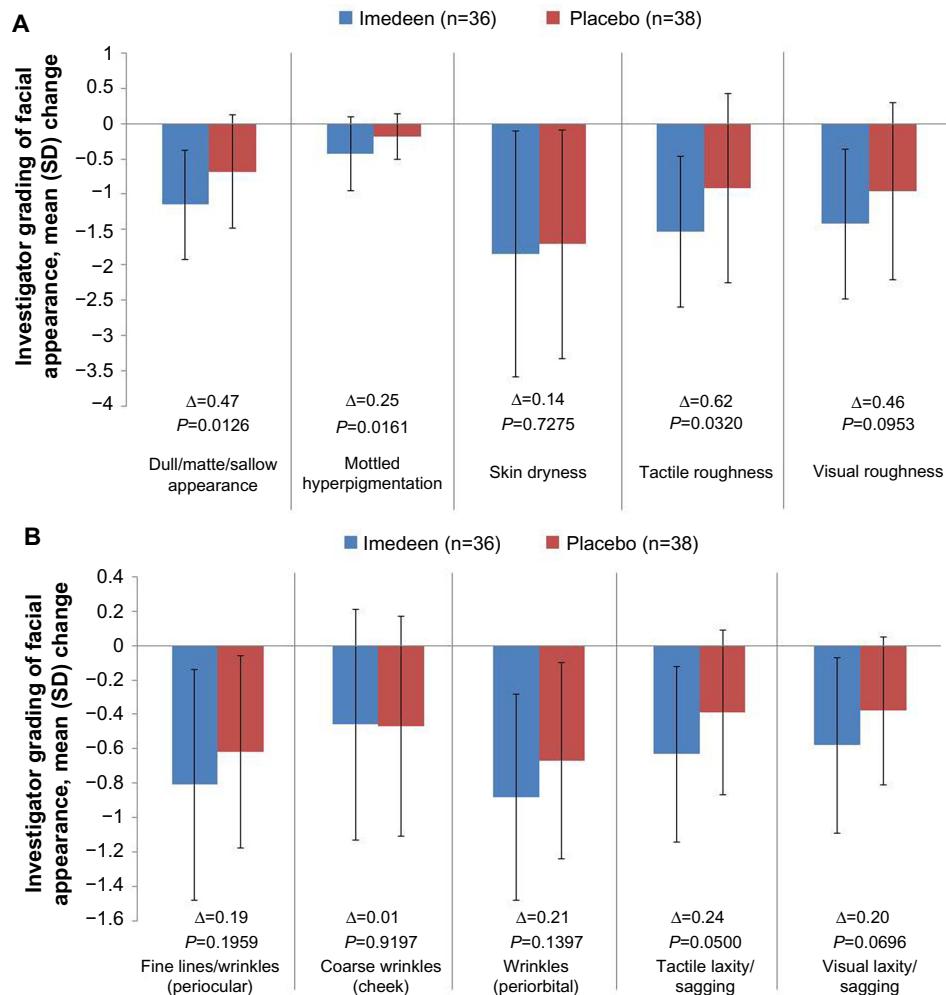 A
Imedeen (n=36) Placebo (n=38)
Investigator grading of facial
appearance, mean (SD) change
1
0.5
0
−0.5
−1
−1.5
−2
−2.5
−3
−3.5
−4
Δ=0.47 Δ=0.25 Δ=0.14 Δ=0.62 Δ=0.46
P=0.0126 P=0.0161 P=0.7275 P=0.0320 P=0.0953
Dull/matte/sallow
appearance
Mottled
hyperpigmentation
Skin dryness
Tactile roughness
Visual roughness
B
Imedeen (n=36) Placebo (n=38)
Investigator grading of facial
appearance, mean (SD) change
0.4
0.2
0
−0.2
−0.4
−0.6
−0.8
−1
−1.2
−1.4
−1.6
Δ=0.19 Δ=0.01 Δ=0.21 Δ=0.24 Δ=0.20
P=0.1959 P=0.9197 P=0.1397 P=0.0500 P=0.0696
Fine lines/wrinkles
(periocular)
Coarse wrinkles
(cheek)
Wrinkles
(periorbital)
Tactile laxity/
sagging
Visual laxity/
sagging